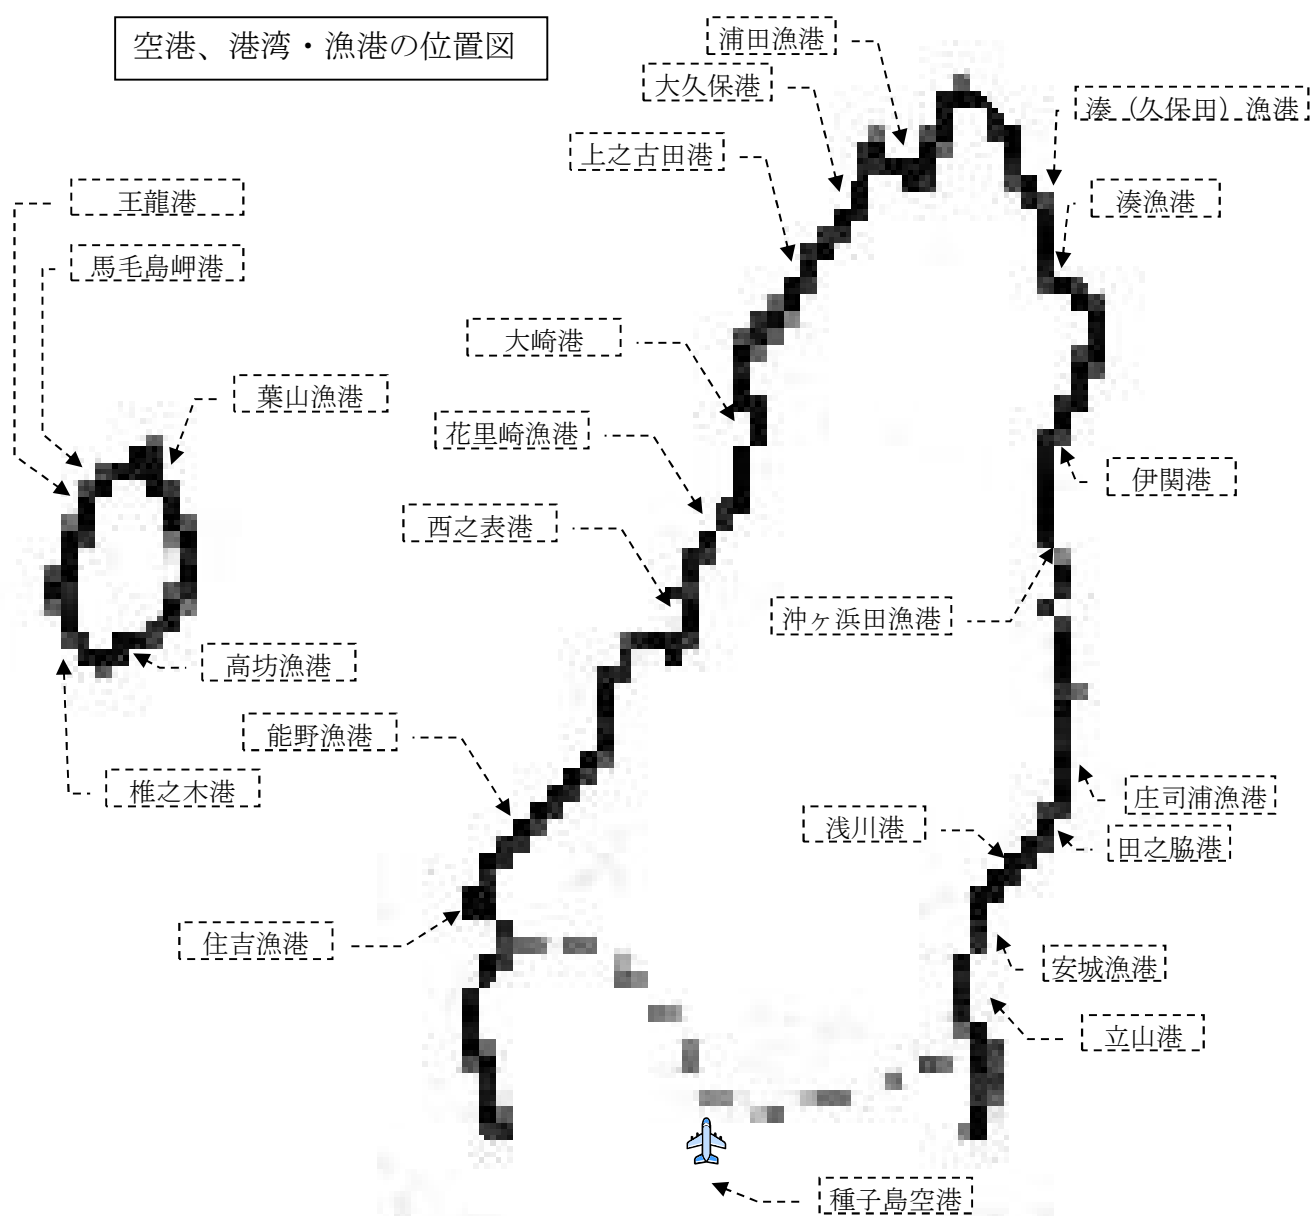 空港、港湾・漁港の位置図
浦田漁港
大久保港
湊（久保田）漁港
上之古田港
王龍港
湊漁港
馬毛島岬港
大崎港
葉山漁港
花里崎漁港
伊関港
西之表港
沖ヶ浜田漁港
高坊漁港
能野漁港
椎之木港
庄司浦漁港
浅川港
田之脇港
住吉漁港
安城漁港
立山港
種子島空港